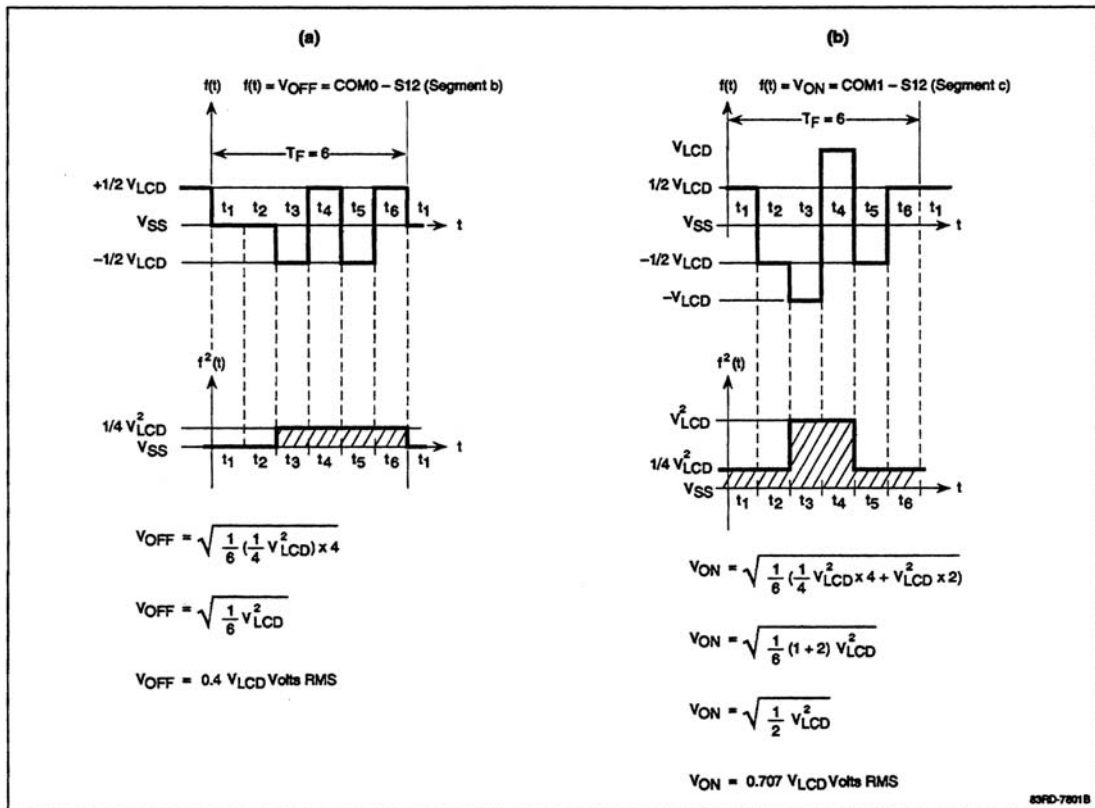 (a)
f(t) f(t) = VOFF = COM0 – S12 (Segment b)
TF = 6
+1/2 VLCD
t1 t2 t3 t4 t5 t6 t1
VSS
t
–1/2 VLCD
f²(t)
1/4 V²LCD
VSS
t
t1 t2 t3 t4 t5 t6 t1
VOFF = √ 1/6 (1/4 V²LCD) x 4
VOFF = √ 1/6 V²LCD
VOFF = 0.4 VLCD Volts RMS
(b)
f(t) f(t) = VON = COM1 – S12 (Segment c)
TF = 6
VLCD
1/2 VLCD
t1 t2 t3 t4 t5 t6 t1
VSS
t
–1/2 VLCD
–VLCD
f²(t)
V²LCD
1/4 V²LCD
VSS
t
t1 t2 t3 t4 t5 t6
VON = √ 1/6 (1/4 V²LCD x 4 + V²LCD x 2)
VON = √ 1/6 (1 + 2) V²LCD
VON = √ 1/2 V²LCD
VON = 0.707 VLCD Volts RMS
83RD-7801B